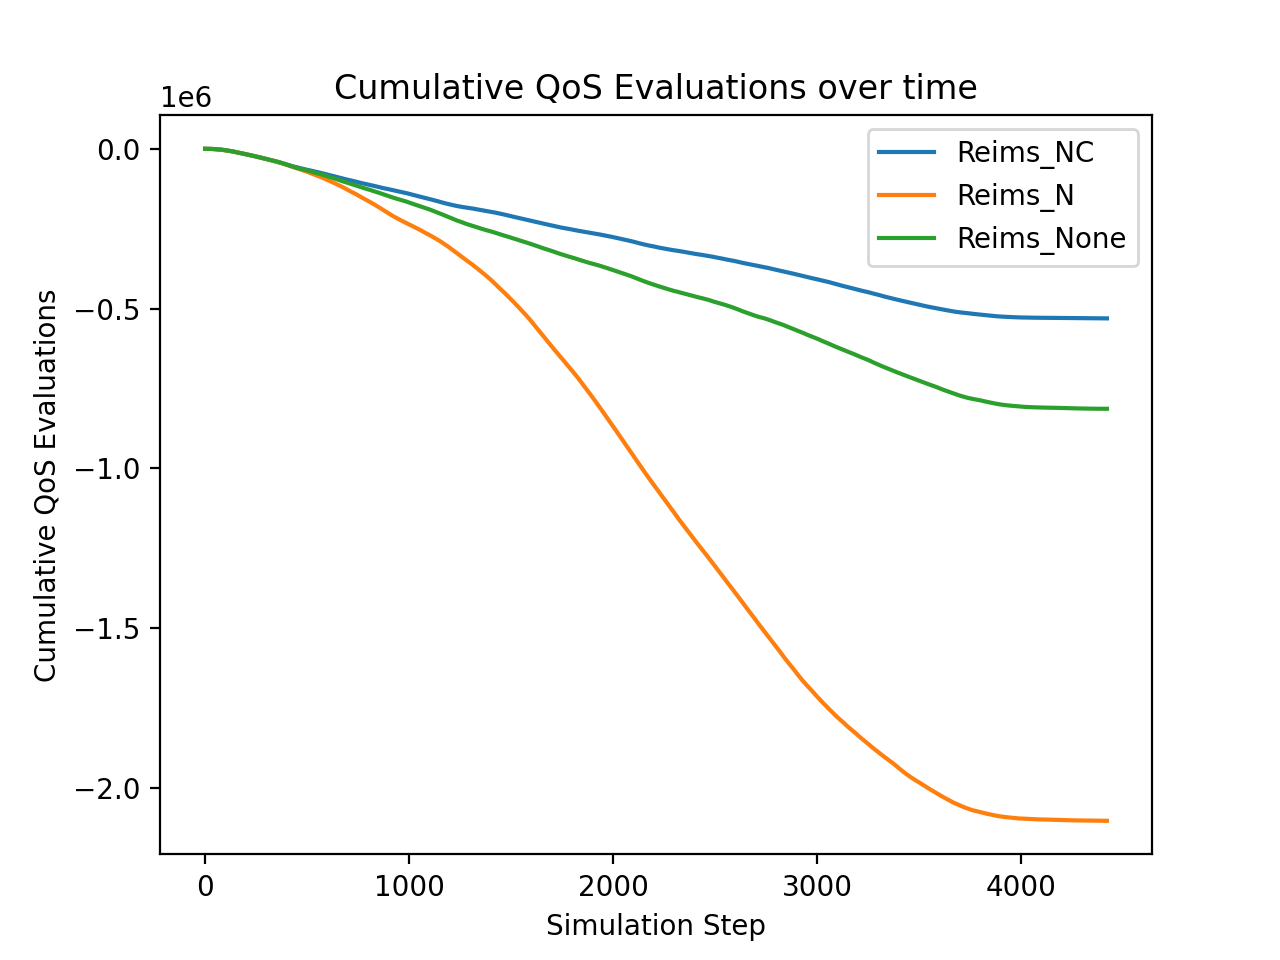 Cumulative QoS Evaluations over time
1e6
Reims_NC
Reims_N
Reims_None
0.0
−0.5
−1.0
−1.5
−2.0
Cumulative QoS Evaluations
0 1000 2000 3000 4000
Simulation Step